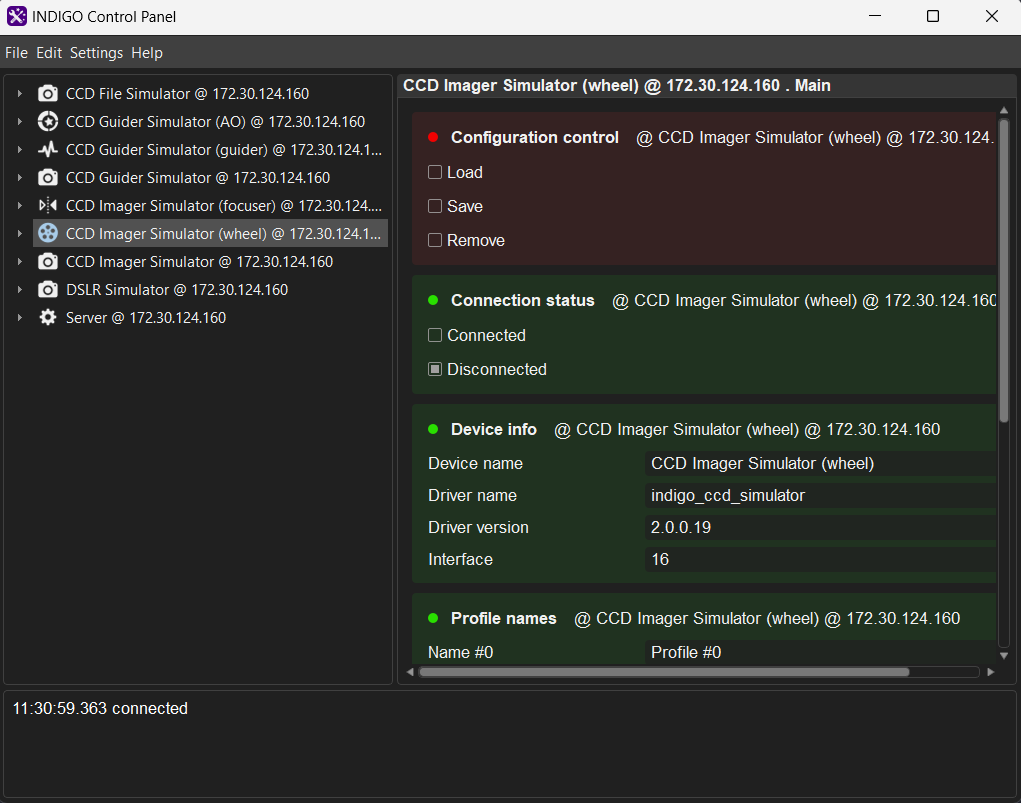 INDIGO Control Panel
File Edit Settings Help
CCD File Simulator @ 172.30.124.160
CCD Guider Simulator (AO) @ 172.30.124.160
CCD Guider Simulator (guider) @ 172.30.124.1...
CCD Guider Simulator @ 172.30.124.160
CCD Imager Simulator (focuser) @ 172.30.124....
CCD Imager Simulator (wheel) @ 172.30.124.1...
CCD Imager Simulator @ 172.30.124.160
DSLR Simulator @ 172.30.124.160
Server @ 172.30.124.160
CCD Imager Simulator (wheel) @ 172.30.124.160 . Main
Configuration control @ CCD Imager Simulator (wheel) @ 172.30.124.
Load
Save
Remove
Connection status @ CCD Imager Simulator (wheel) @ 172.30.124.160
Connected
Disconnected
Device info @ CCD Imager Simulator (wheel) @ 172.30.124.160
Device name CCD Imager Simulator (wheel)
Driver name indigo_ccd_simulator
Driver version 2.0.0.19
Interface 16
Profile names @ CCD Imager Simulator (wheel) @ 172.30.124.160
Name #0 Profile #0
11:30:59.363 connected